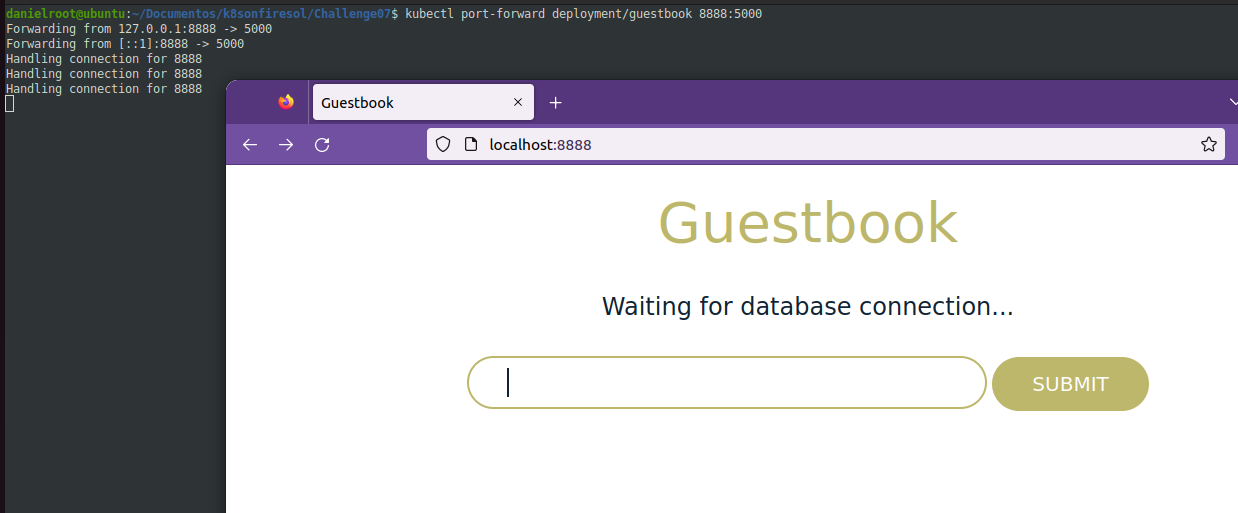 danielroot@ubuntu:~/Documentos/k8sonfiresol/Challenge07$ kubectl port-forward deployment/guestbook 8888:5000
Forwarding from 127.0.0.1:8888 -> 5000
Forwarding from [::1]:8888 -> 5000
Handling connection for 8888
Handling connection for 8888
Handling connection for 8888
Guestbook
localhost:8888
Guestbook
Waiting for database connection...
SUBMIT